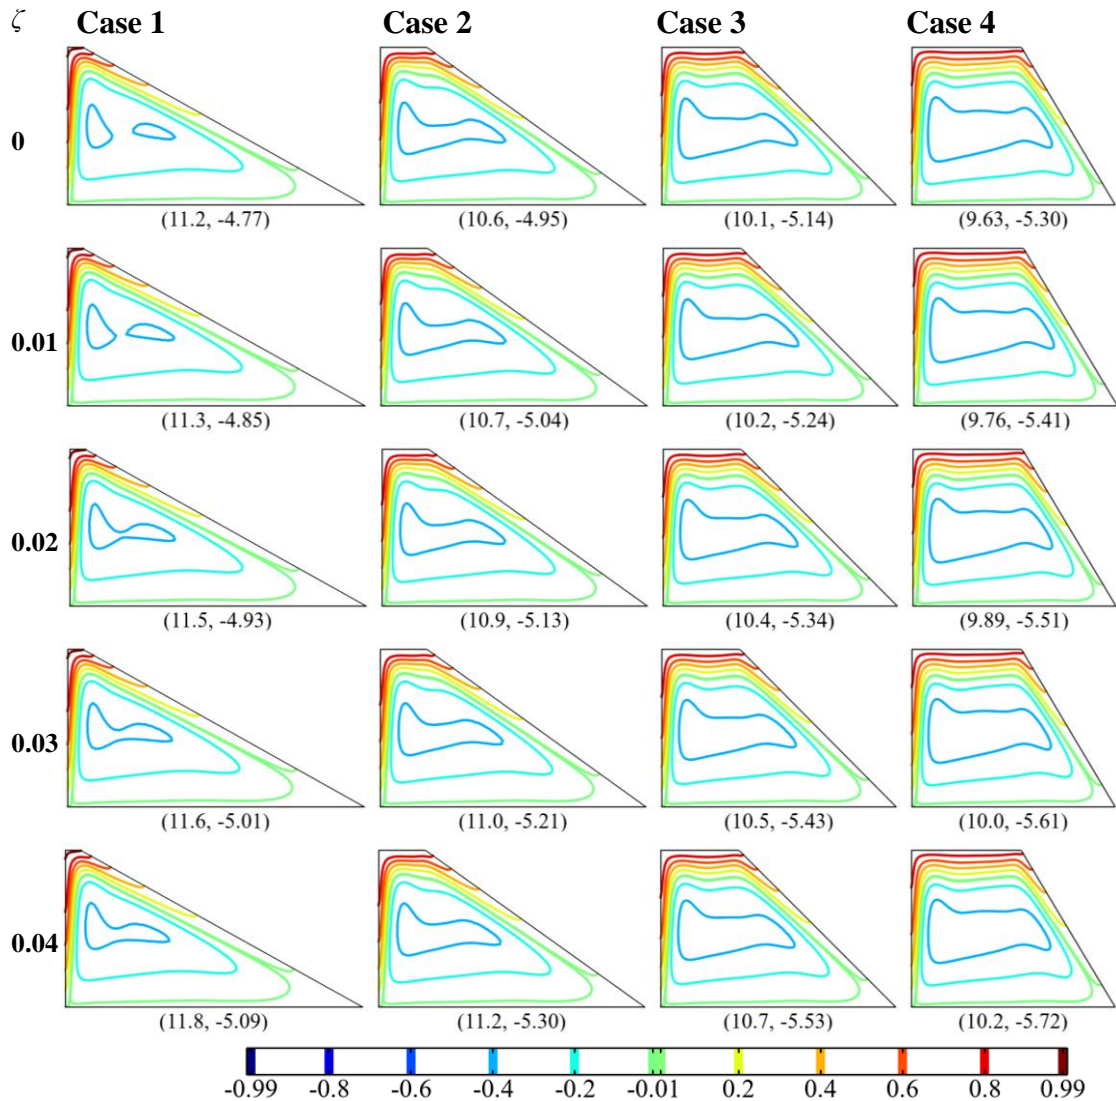 ζ Case 1 Case 2 Case 3 Case 4
0
(11.2, -4.77) (10.6, -4.95) (10.1, -5.14) (9.63, -5.30)
0.01
(11.3, -4.85) (10.7, -5.04) (10.2, -5.24) (9.76, -5.41)
0.02
(11.5, -4.93) (10.9, -5.13) (10.4, -5.34) (9.89, -5.51)
0.03
(11.6, -5.01) (11.0, -5.21) (10.5, -5.43) (10.0, -5.61)
0.04
(11.8, -5.09) (11.2, -5.30) (10.7, -5.53) (10.2, -5.72)
-0.99 -0.8 -0.6 -0.4 -0.2 -0.01 0.2 0.4 0.6 0.8 0.99